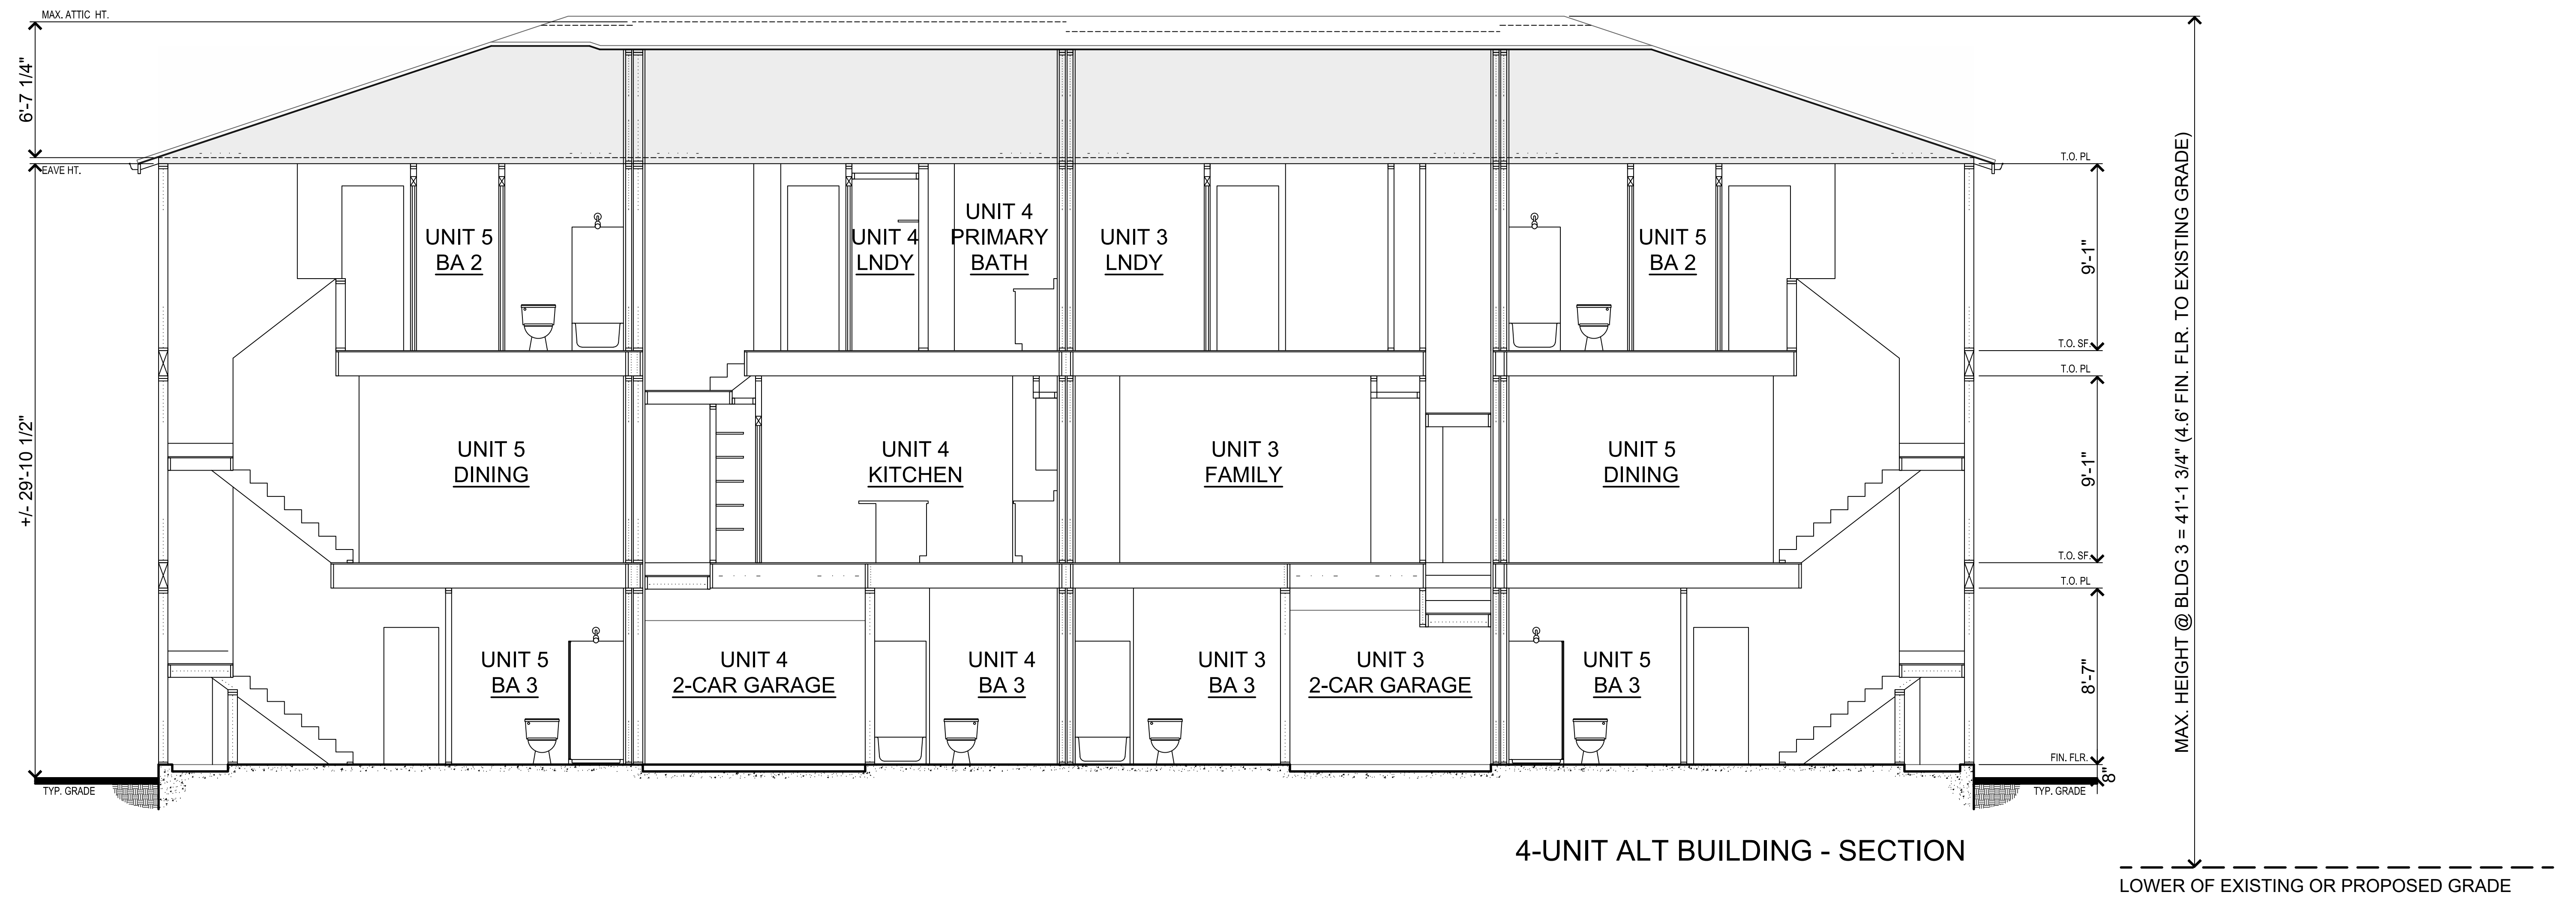 MAX. ATTIC HT.
6'-7 1/4"
EAVE HT.
+/- 29'-10 1/2"
TYP. GRADE
UNIT 5
BA 2
UNIT 4
LNDY
UNIT 4
PRIMARY
BATH
UNIT 3
LNDY
UNIT 5
BA 2
UNIT 5
DINING
UNIT 4
KITCHEN
UNIT 3
FAMILY
UNIT 5
DINING
UNIT 5
BA 3
UNIT 4
2-CAR GARAGE
UNIT 4
BA 3
UNIT 3
BA 3
UNIT 3
2-CAR GARAGE
UNIT 5
BA 3
T.O. PL
9'-1"
T.O. SF.
T.O. PL
9'-1"
T.O. SF.
T.O. PL
8'-7"
FIN. FLR.
8"
TYP. GRADE
MAX. HEIGHT @ BLDG 3 = 41'-1 3/4" (4.6' FIN. FLR. TO EXISTING GRADE)
4-UNIT ALT BUILDING - SECTION
LOWER OF EXISTING OR PROPOSED GRADE